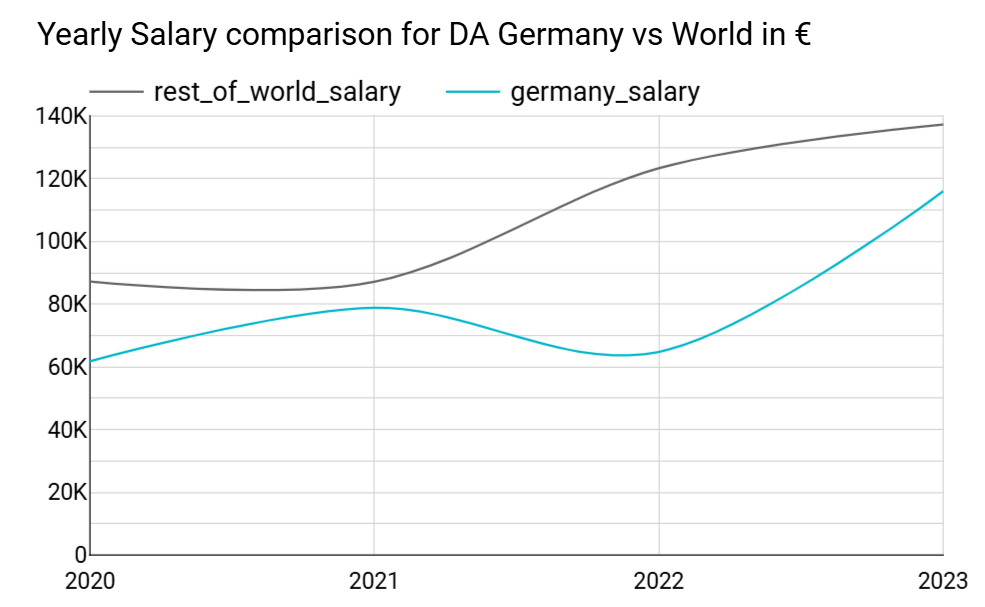 Yearly Salary comparison for DA Germany vs World in €
rest_of_world_salary germany_salary
140K
120K
100K
80K
60K
40K
20K
0
2020 2021 2022 2023